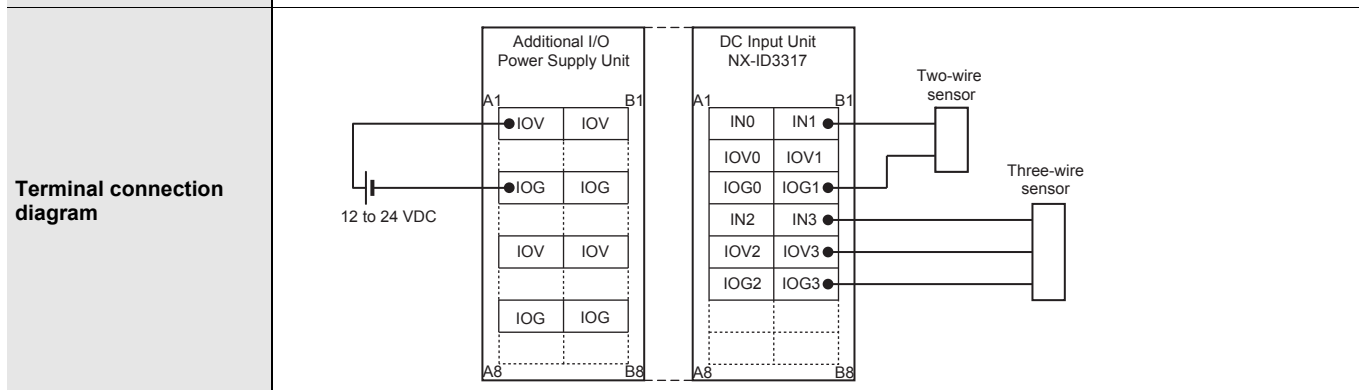 Terminal connection
diagram
Additional I/O
Power Supply Unit
A1
B1
IOV IOV
IOG IOG
IOV IOV
IOG IOG
A8
B8
12 to 24 VDC
DC Input Unit
NX-ID3317
A1
B1
IN0 IN1
IOV0 IOV1
IOG0 IOG1
IN2 IN3
IOV2 IOV3
IOG2 IOG3
A8
B8
Two-wire
sensor
Three-wire
sensor